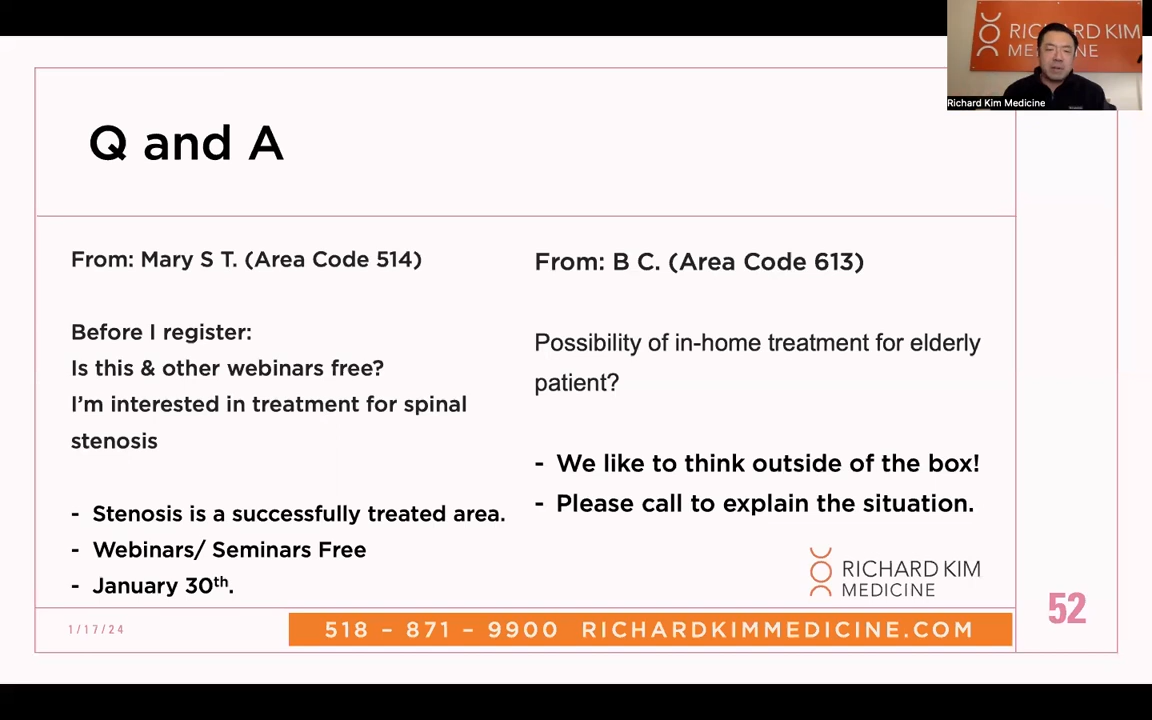 RICHARD KIM
MEDICINE
Richard Kim Medicine
Q and A
From: Mary S T. (Area Code 514)
Before I register:
Is this & other webinars free?
I'm interested in treatment for spinal
stenosis
- Stenosis is a successfully treated area.
- Webinars/ Seminars Free
- January 30th.
From: B C. (Area Code 613)
Possibility of in-home treatment for elderly
patient?
- We like to think outside of the box!
- Please call to explain the situation.
RICHARD KIM
MEDICINE
52
1/17/24
518 – 871 – 9900 RICHARDKIMMEDICINE.COM